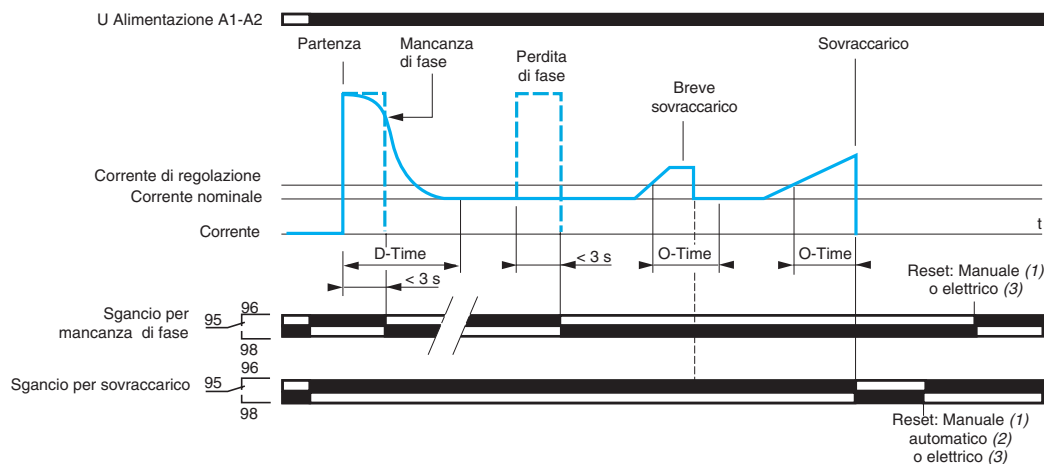 U Alimentazione A1-A2
Partenza
Mancanza
di fase
Perdita
di fase
Breve
sovraccarico
Sovraccarico
Corrente di regolazione
Corrente nominale
Corrente
t
D-Time
< 3 s
< 3 s
O-Time
O-Time
Reset: Manuale (1)
o elettrico (3)
Sgancio per
mancanza di fase
95
96
98
Sgancio per sovraccarico
95
96
98
Reset: Manuale (1)
automatico (2)
o elettrico (3)